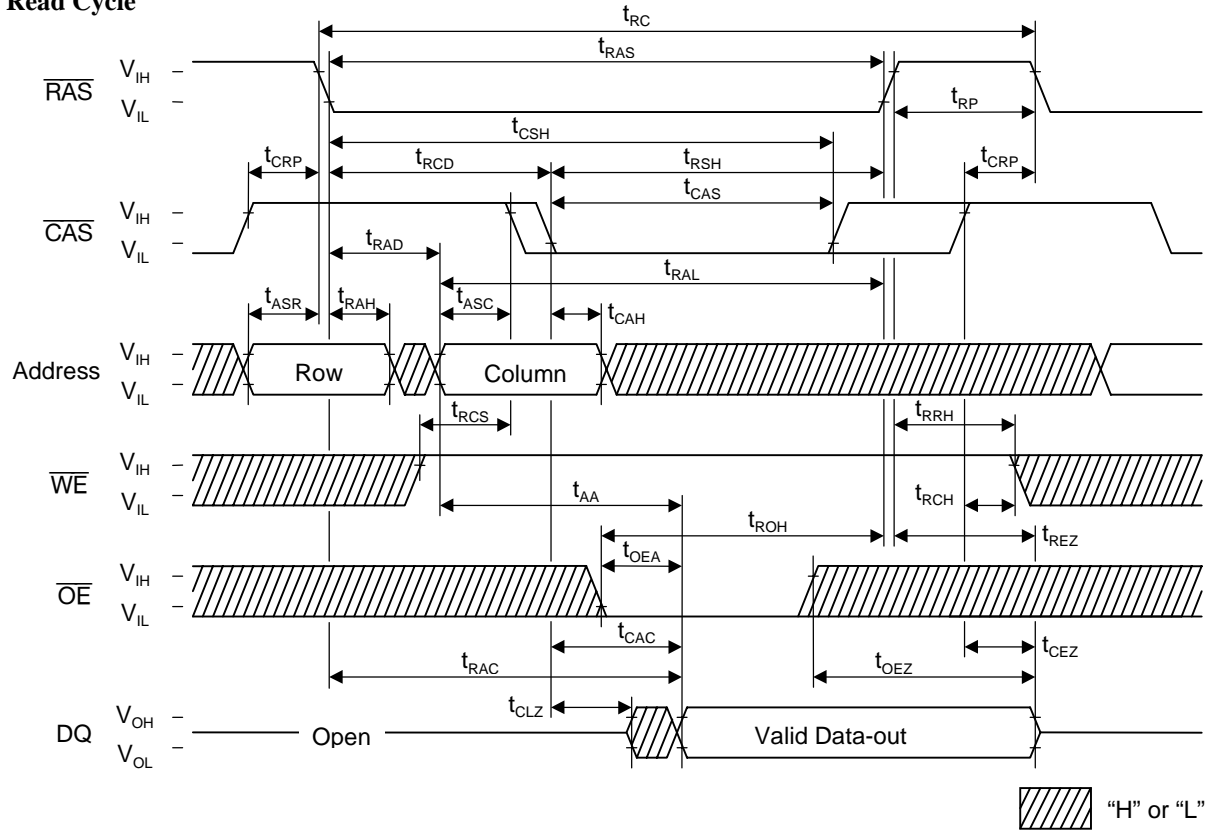 Read Cycle
tRC
tRAS
RAS
VIH
VIL
tRP
tCSH
tCRP
tRCD
tRSH
tCRP
tCAS
CAS
VIH
VIL
tRAD
tRAL
tASR
tRAH
tASC
tCAH
Address
VIH
VIL
Row
Column
tRCS
tRRH
WE
VIH
VIL
tAA
tRCH
tROH
tREZ
tOEA
OE
VIH
VIL
tCAC
tCEZ
tRAC
tOEZ
tCLZ
DQ
VOH
VOL
Open
Valid Data-out
“H” or “L”